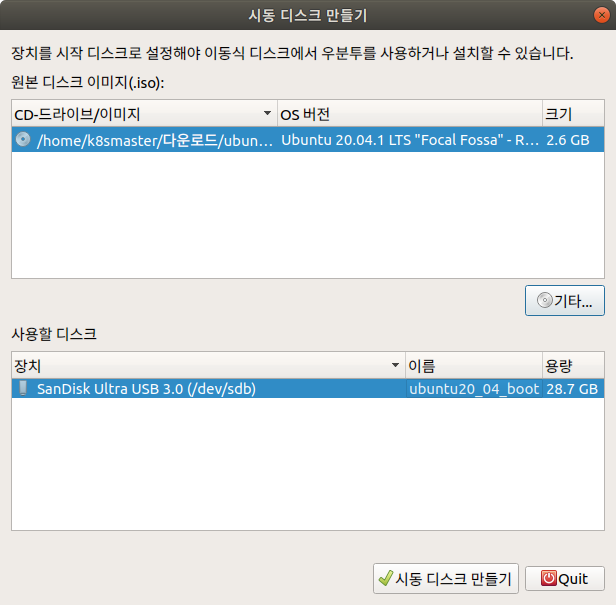 시동 디스크 만들기
장치를 시작 디스크로 설정해야 이동식 디스크에서 우분투를 사용하거나 설치할 수 있습니다.
원본 디스크 이미지(.iso):
CD-드라이브/이미지 OS 버전 크기
/home/k8smaster/다운로드/ubun... Ubuntu 20.04.1 LTS "Focal Fossa" - R... 2.6 GB
기타...
사용할 디스크
장치 이름 용량
SanDisk Ultra USB 3.0 (/dev/sdb) ubuntu20_04_boot 28.7 GB
시동 디스크 만들기 Quit